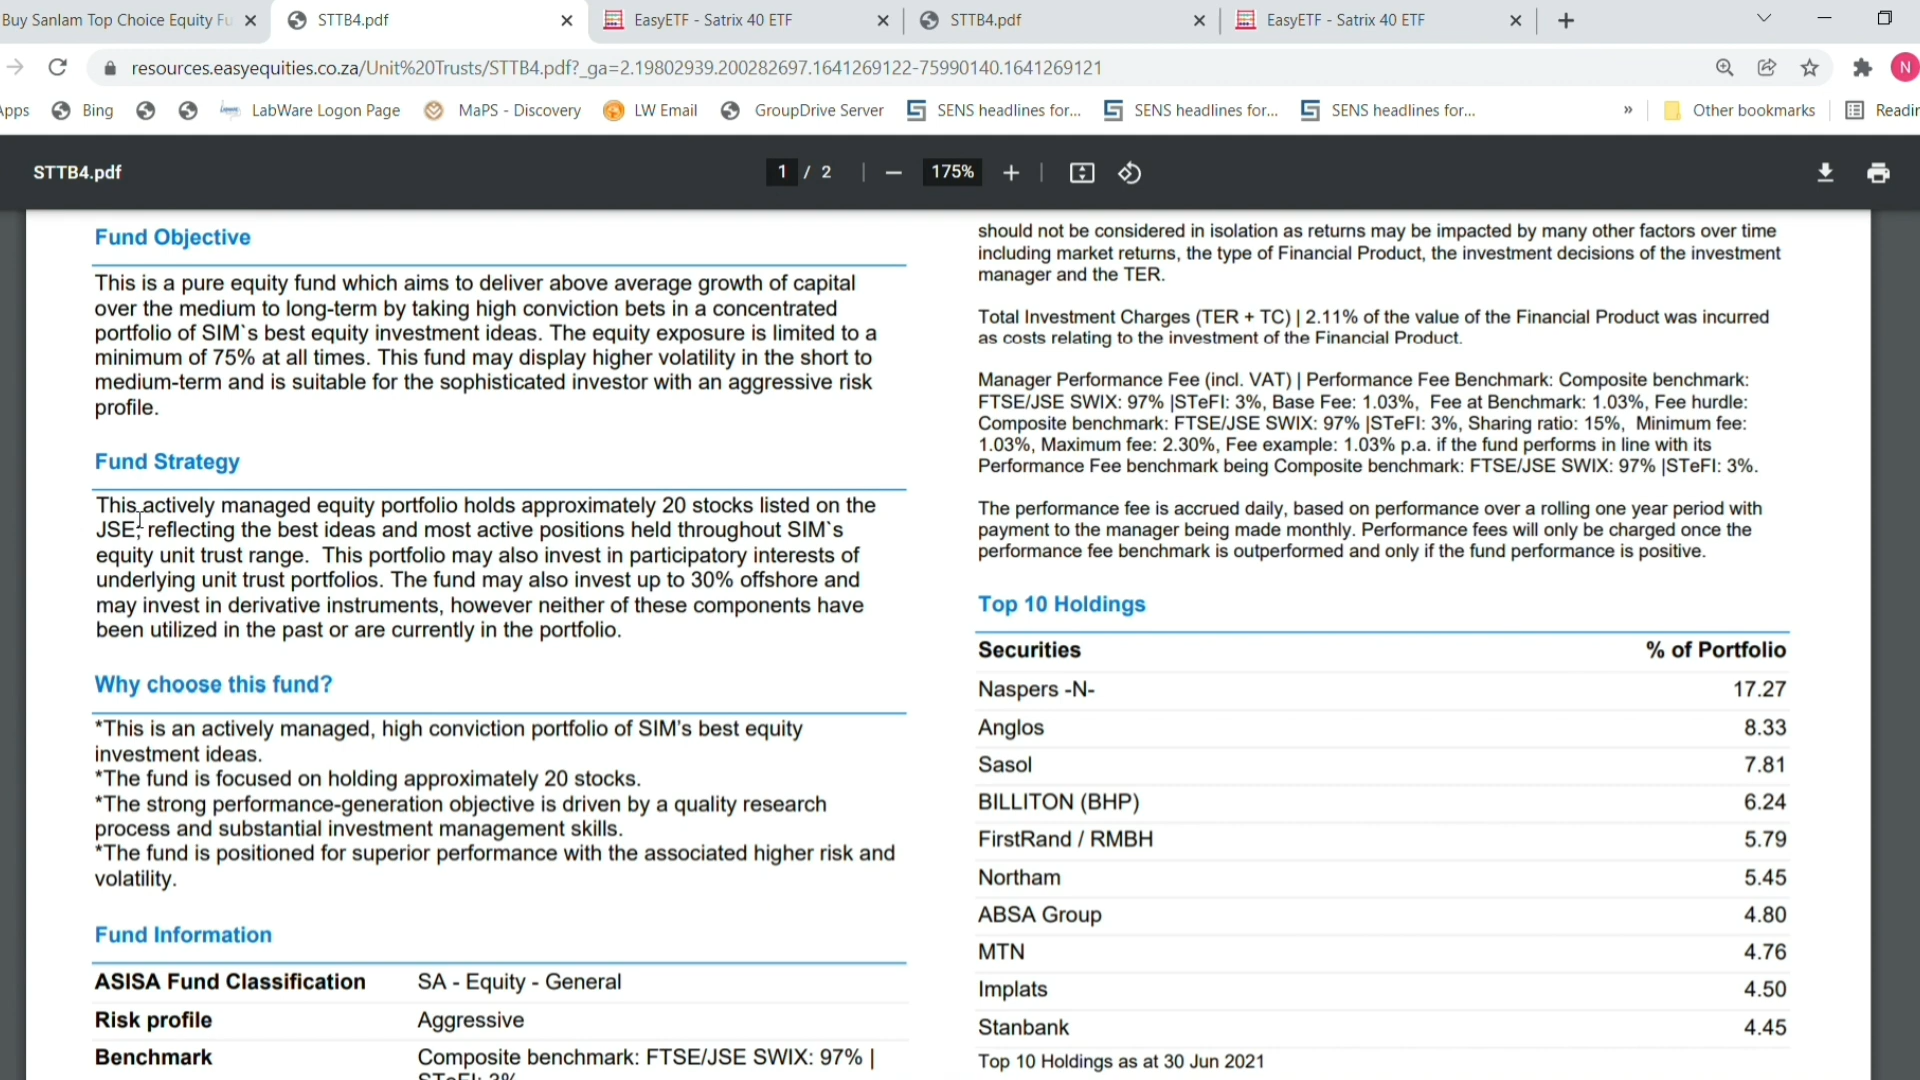 Buy Sanlam Top Choice Equity Fu
STTB4.pdf
EasyETF - Satrix 40 ETF
STTB4.pdf
EasyETF - Satrix 40 ETF
resources.easyequities.co.za/Unit%20Trusts/STTB4.pdf?_ga=2.19802939.200282697.1641269122-75990140.1641269121
N
Apps
Bing
LabWare Logon Page
MaPS - Discovery
LW Email
GroupDrive Server
SENS headlines for...
SENS headlines for...
SENS headlines for...
»
Other bookmarks
Readin
STTB4.pdf
1 / 2
175%
Fund Objective
This is a pure equity fund which aims to deliver above average growth of capital
over the medium to long-term by taking high conviction bets in a concentrated
portfolio of SIM`s best equity investment ideas. The equity exposure is limited to a
minimum of 75% at all times. This fund may display higher volatility in the short to
medium-term and is suitable for the sophisticated investor with an aggressive risk
profile.
Fund Strategy
This actively managed equity portfolio holds approximately 20 stocks listed on the
JSE, reflecting the best ideas and most active positions held throughout SIM`s
equity unit trust range. This portfolio may also invest in participatory interests of
underlying unit trust portfolios. The fund may also invest up to 30% offshore and
may invest in derivative instruments, however neither of these components have
been utilized in the past or are currently in the portfolio.
Why choose this fund?
*This is an actively managed, high conviction portfolio of SIM's best equity
investment ideas.
*The fund is focused on holding approximately 20 stocks.
*The strong performance-generation objective is driven by a quality research
process and substantial investment management skills.
*The fund is positioned for superior performance with the associated higher risk and
volatility.
Fund Information
ASISA Fund Classification SA - Equity - General
Risk profile Aggressive
Benchmark Composite benchmark: FTSE/JSE SWIX: 97% |
STeFI: 3%
should not be considered in isolation as returns may be impacted by many other factors over time
including market returns, the type of Financial Product, the investment decisions of the investment
manager and the TER.
Total Investment Charges (TER + TC) | 2.11% of the value of the Financial Product was incurred
as costs relating to the investment of the Financial Product.
Manager Performance Fee (incl. VAT) | Performance Fee Benchmark: Composite benchmark:
FTSE/JSE SWIX: 97% |STeFI: 3%, Base Fee: 1.03%, Fee at Benchmark: 1.03%, Fee hurdle:
Composite benchmark: FTSE/JSE SWIX: 97% |STeFI: 3%, Sharing ratio: 15%, Minimum fee:
1.03%, Maximum fee: 2.30%, Fee example: 1.03% p.a. if the fund performs in line with its
Performance Fee benchmark being Composite benchmark: FTSE/JSE SWIX: 97% |STeFI: 3%.
The performance fee is accrued daily, based on performance over a rolling one year period with
payment to the manager being made monthly. Performance fees will only be charged once the
performance fee benchmark is outperformed and only if the fund performance is positive.
Top 10 Holdings
Securities % of Portfolio
Naspers -N- 17.27
Anglos 8.33
Sasol 7.81
BILLITON (BHP) 6.24
FirstRand / RMBH 5.79
Northam 5.45
ABSA Group 4.80
MTN 4.76
Implats 4.50
Stanbank 4.45
Top 10 Holdings as at 30 Jun 2021